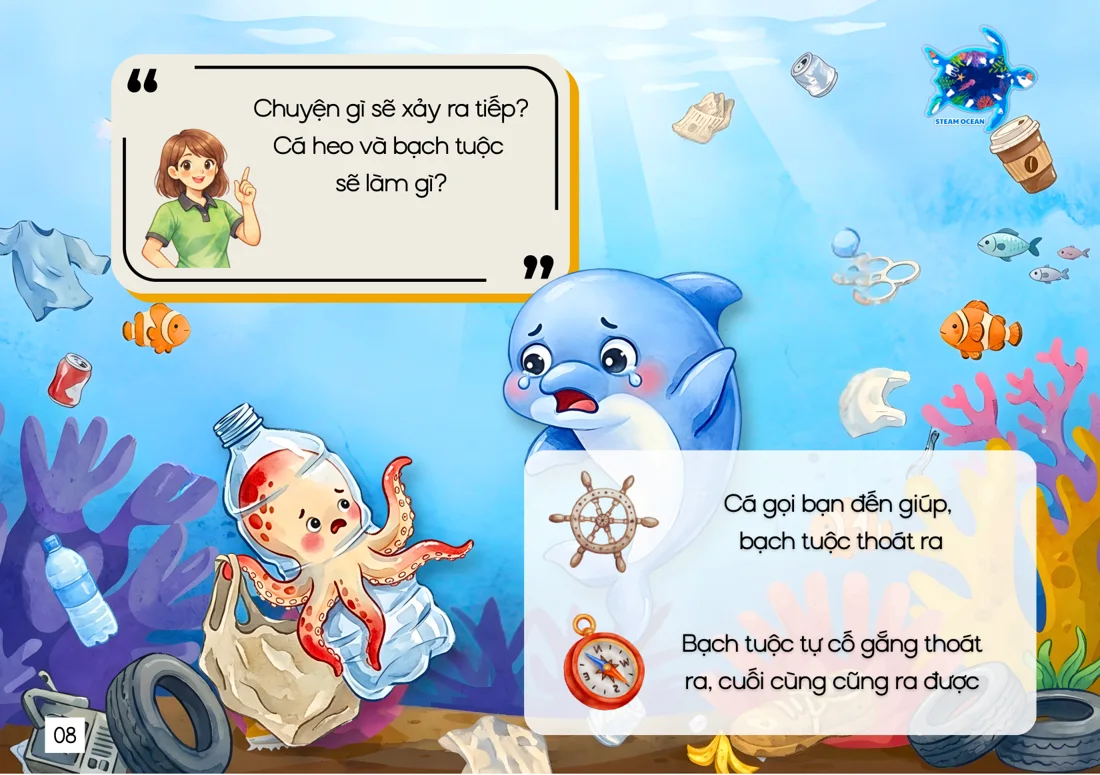 “
Chuyện gì sẽ xảy ra tiếp?
Cá heo và bạch tuộc
sẽ làm gì?
”
STEAM OCEAN
Cá gọi bạn đến giúp,
bạch tuộc thoát ra
Bạch tuộc tự cố gắng thoát
ra, cuối cùng cũng ra được
08